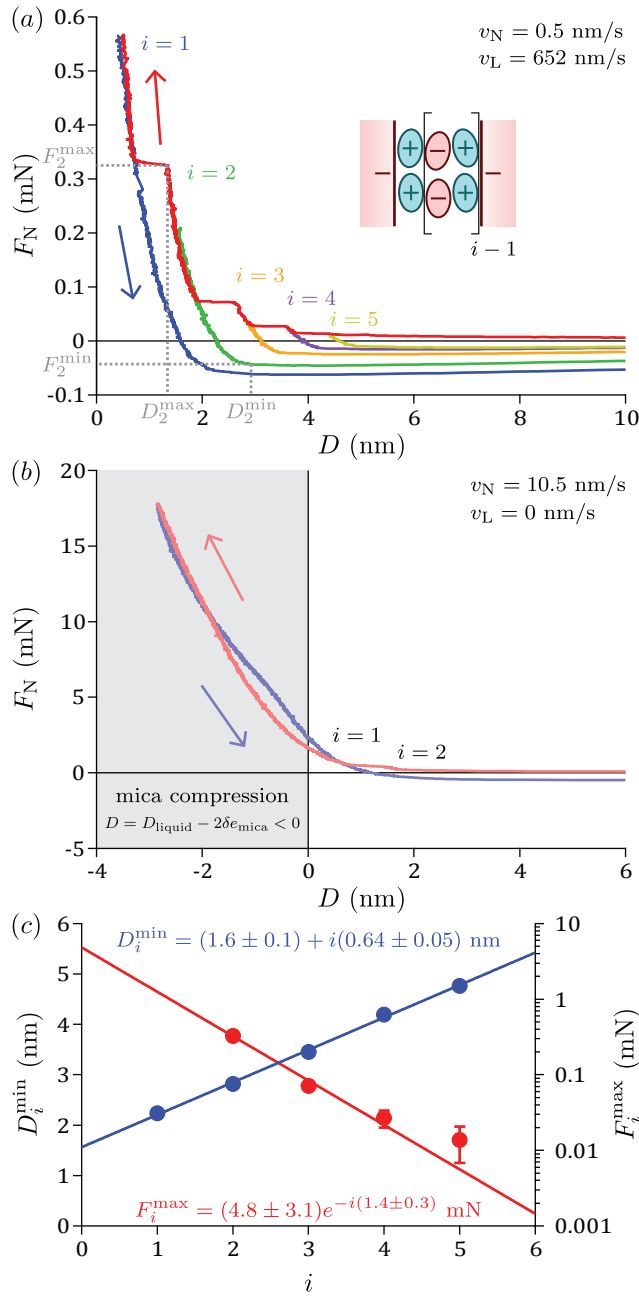 (a)
v_N = 0.5 nm/s
v_L = 652 nm/s
i = 1
i = 2
i = 3
i = 4
i = 5
F_2^max
F_2^min
D_2^max
D_2^min
+ − +
− −
+ − +
i − 1
0.6
0.5
0.4
0.3
0.2
0.1
0
-0.1
F_N (mN)
0 2 4 6 8 10
D (nm)
(b)
v_N = 10.5 nm/s
v_L = 0 nm/s
20
15
10
5
0
-5
F_N (mN)
i = 1
i = 2
mica compression
D = D_liquid − 2δe_mica < 0
-4 -2 0 2 4 6
D (nm)
(c)
D_i^min = (1.6 ± 0.1) + i(0.64 ± 0.05) nm
F_i^max = (4.8 ± 3.1)e^{−i(1.4±0.3)} mN
6
5
4
3
2
1
0
D_i^min (nm)
10
1
0.1
0.01
0.001
F_i^max (mN)
0 1 2 3 4 5 6
i